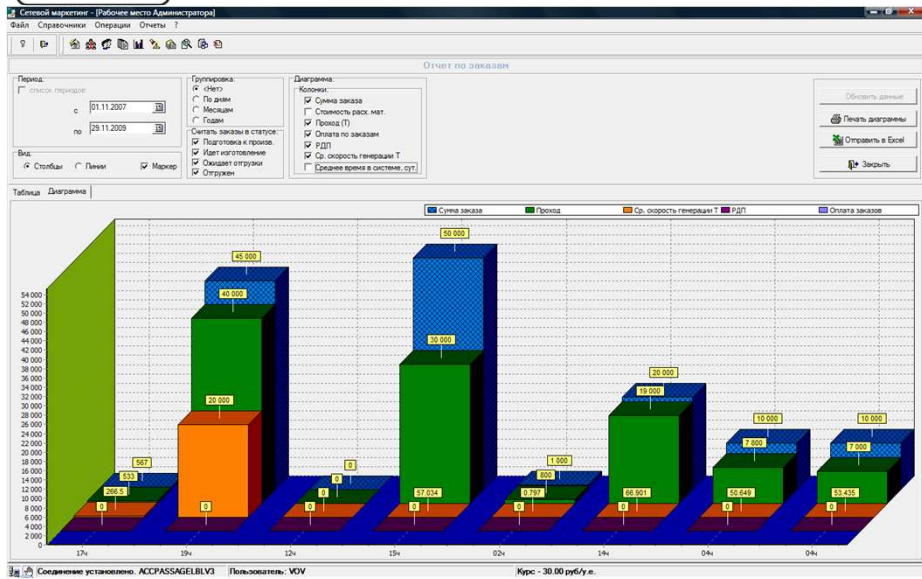 Сетевой маркетинг - [Рабочее место Администратора]
Файл Справочники Операции Отчеты ?
Отчет по заказам
Период:
список периодов:
с 01.11.2007
по 29.11.2009
Вид:
Столбцы Линии Маркер
Группировка:
<Нет>
По дням
Месяцам
Годам
Считать заказы в статусе:
Подготовка к произв.
Идет изготовление
Ожидает отгрузки
Отгружен
Диаграмма:
Колонки:
Сумма заказа
Стоимость расх. мат.
Проход (Т)
Оплата по заказам
РДП
Ср. скорость генерации Т
Среднее время в системе, сут.
Обновить данные
Печать диаграммы
Отправить в Excel
Закрыть
Таблица Диаграмма
Сумма заказа Проход Ср. скорость генерации Т РДП Оплата заказов
50 000
45 000
40 000
30 000
20 000
20 000
19 000
10 000 10 000
7 800 7 000
567 0 1 000
533 0 800
266.5 0 57.034 0.797 66.901 50.649 53.435
0 0 0 0 0 0 0 0
54 000
52 000
50 000
48 000
46 000
44 000
42 000
40 000
38 000
36 000
34 000
32 000
30 000
28 000
26 000
24 000
22 000
20 000
18 000
16 000
14 000
12 000
10 000
8 000
6 000
4 000
2 000
0
17ч 19ч 12ч 15ч 02ч 14ч 04ч 04ч
Соединение установлено. ACCPASSAGELBLV3 Пользователь: VOV Курс - 30.00 руб/у.е.